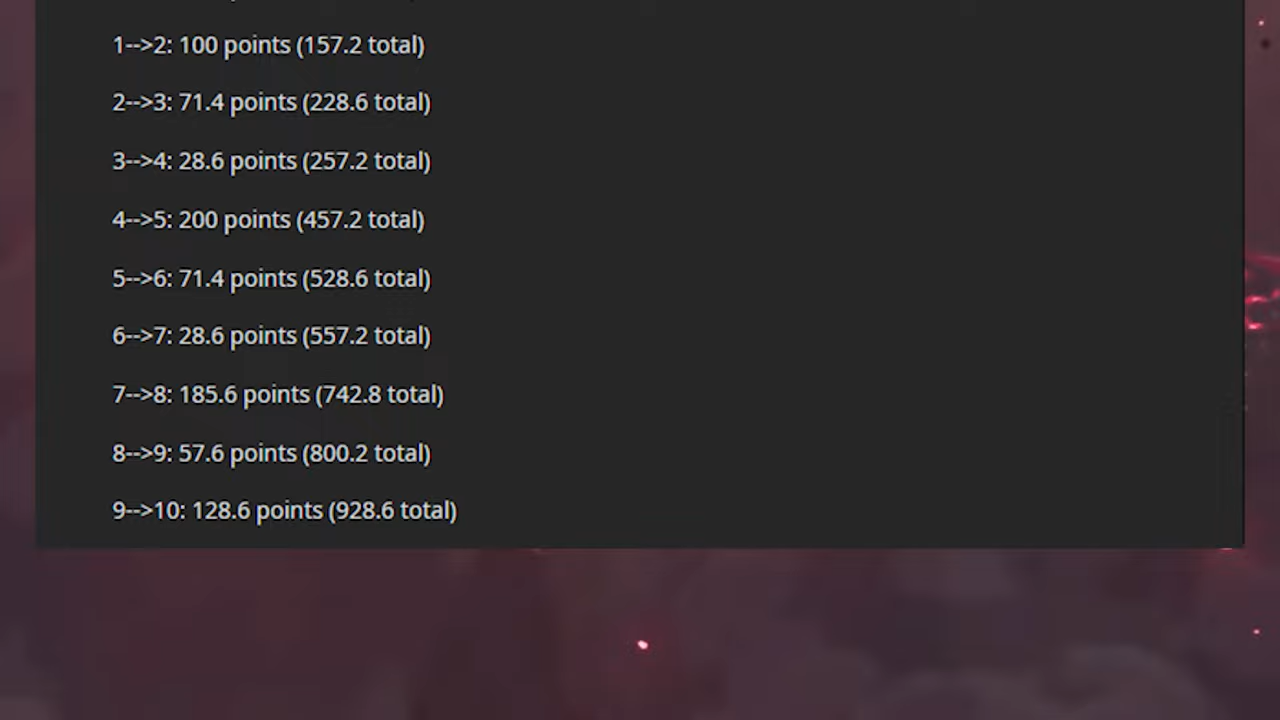 1-->2: 100 points (157.2 total)
2-->3: 71.4 points (228.6 total)
3-->4: 28.6 points (257.2 total)
4-->5: 200 points (457.2 total)
5-->6: 71.4 points (528.6 total)
6-->7: 28.6 points (557.2 total)
7-->8: 185.6 points (742.8 total)
8-->9: 57.6 points (800.2 total)
9-->10: 128.6 points (928.6 total)